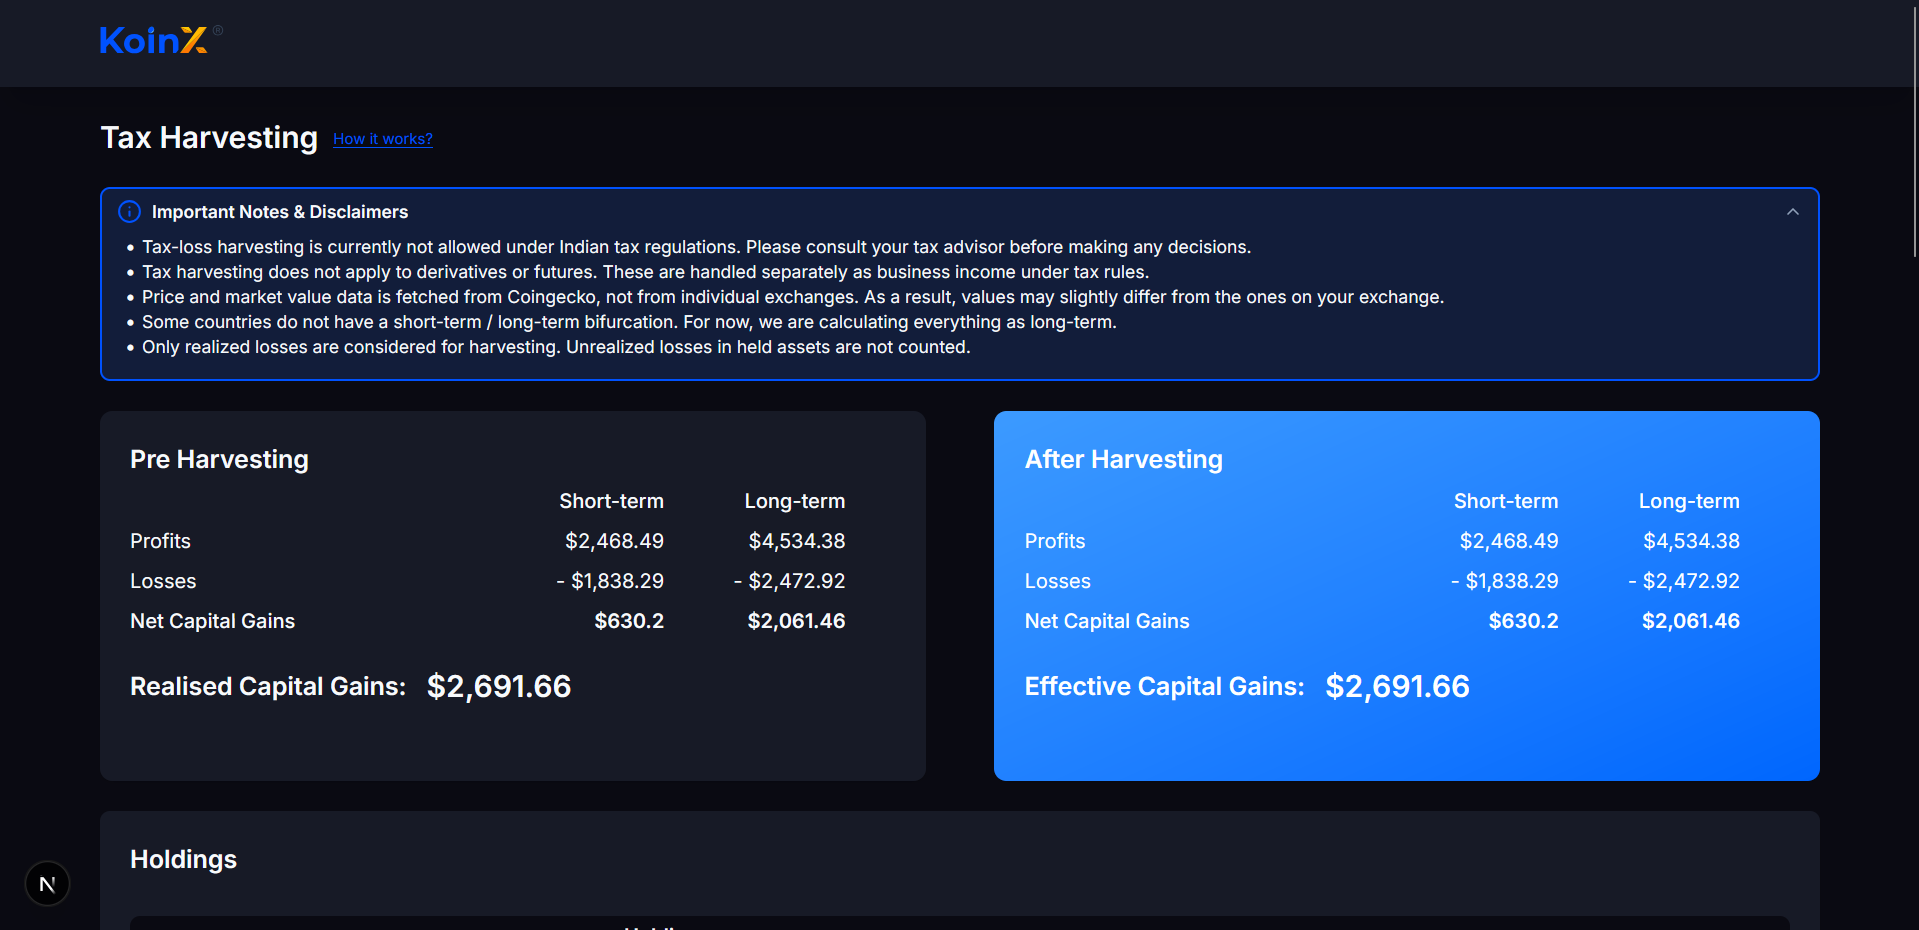 KoinX®
Tax Harvesting How it works?
Important Notes & Disclaimers
• Tax-loss harvesting is currently not allowed under Indian tax regulations. Please consult your tax advisor before making any decisions.
• Tax harvesting does not apply to derivatives or futures. These are handled separately as business income under tax rules.
• Price and market value data is fetched from Coingecko, not from individual exchanges. As a result, values may slightly differ from the ones on your exchange.
• Some countries do not have a short-term / long-term bifurcation. For now, we are calculating everything as long-term.
• Only realized losses are considered for harvesting. Unrealized losses in held assets are not counted.
Pre Harvesting
Short-term Long-term
Profits $2,468.49 $4,534.38
Losses - $1,838.29 - $2,472.92
Net Capital Gains $630.2 $2,061.46
Realised Capital Gains: $2,691.66
After Harvesting
Short-term Long-term
Profits $2,468.49 $4,534.38
Losses - $1,838.29 - $2,472.92
Net Capital Gains $630.2 $2,061.46
Effective Capital Gains: $2,691.66
Holdings
N